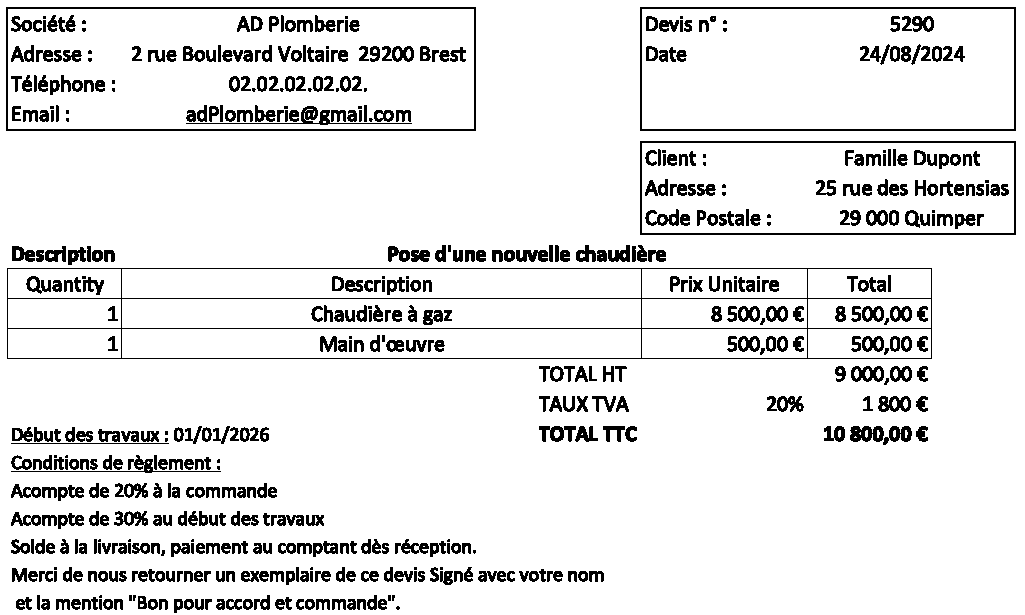 Société : AD Plomberie
Adresse : 2 rue Boulevard Voltaire 29200 Brest
Téléphone : 02.02.02.02.02.
Email : adPlomberie@gmail.com
Devis n° : 5290
Date 24/08/2024
Client : Famille Dupont
Adresse : 25 rue des Hortensias
Code Postale : 29 000 Quimper
Description Pose d'une nouvelle chaudière
Quantity Description Prix Unitaire Total
1 Chaudière à gaz 8 500,00 € 8 500,00 €
1 Main d'œuvre 500,00 € 500,00 €
TOTAL HT 9 000,00 €
TAUX TVA 20% 1 800 €
Début des travaux : 01/01/2026 TOTAL TTC 10 800,00 €
Conditions de règlement :
Acompte de 20% à la commande
Acompte de 30% au début des travaux
Solde à la livraison, paiement au comptant dès réception.
Merci de nous retourner un exemplaire de ce devis Signé avec votre nom
et la mention "Bon pour accord et commande".